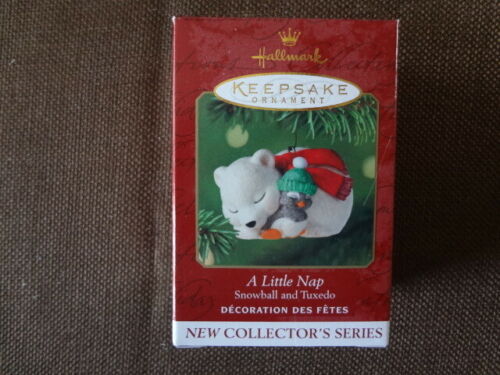 Hallmark
KEEPSAKE
ORNAMENT
A Little Nap
Snowball and Tuxedo
DÉCORATION DES FÊTES
NEW COLLECTOR'S SERIES